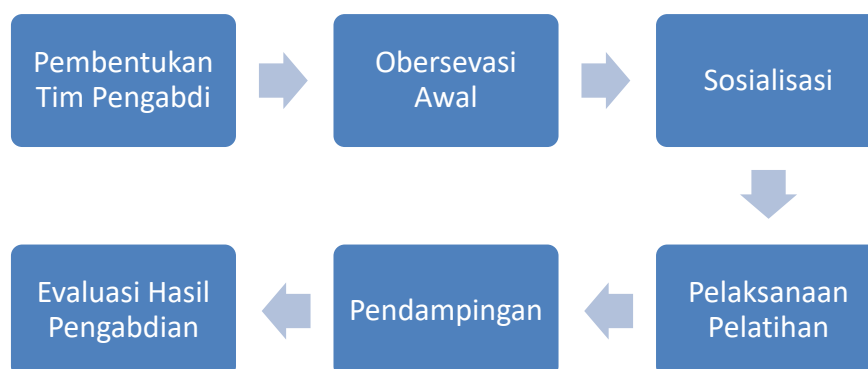 Pembentukan
Tim Pengabdi
Obersevasi
Awal
Sosialisasi
Pelaksanaan
Pelatihan
Pendampingan
Evaluasi Hasil
Pengabdian